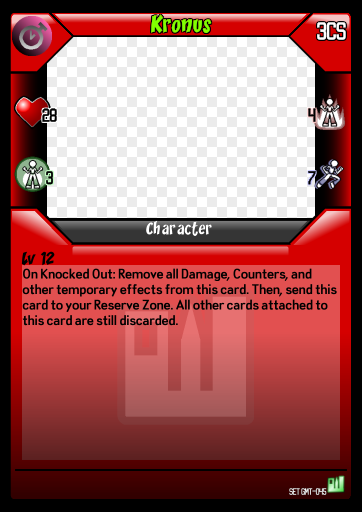 Kronus
3CS
28
4
3
7
Character
Lv 12
On Knocked Out: Remove all Damage, Counters, and
other temporary effects from this card. Then, send this
card to your Reserve Zone. All other cards attached to
this card are still discarded.
SET GMT-045